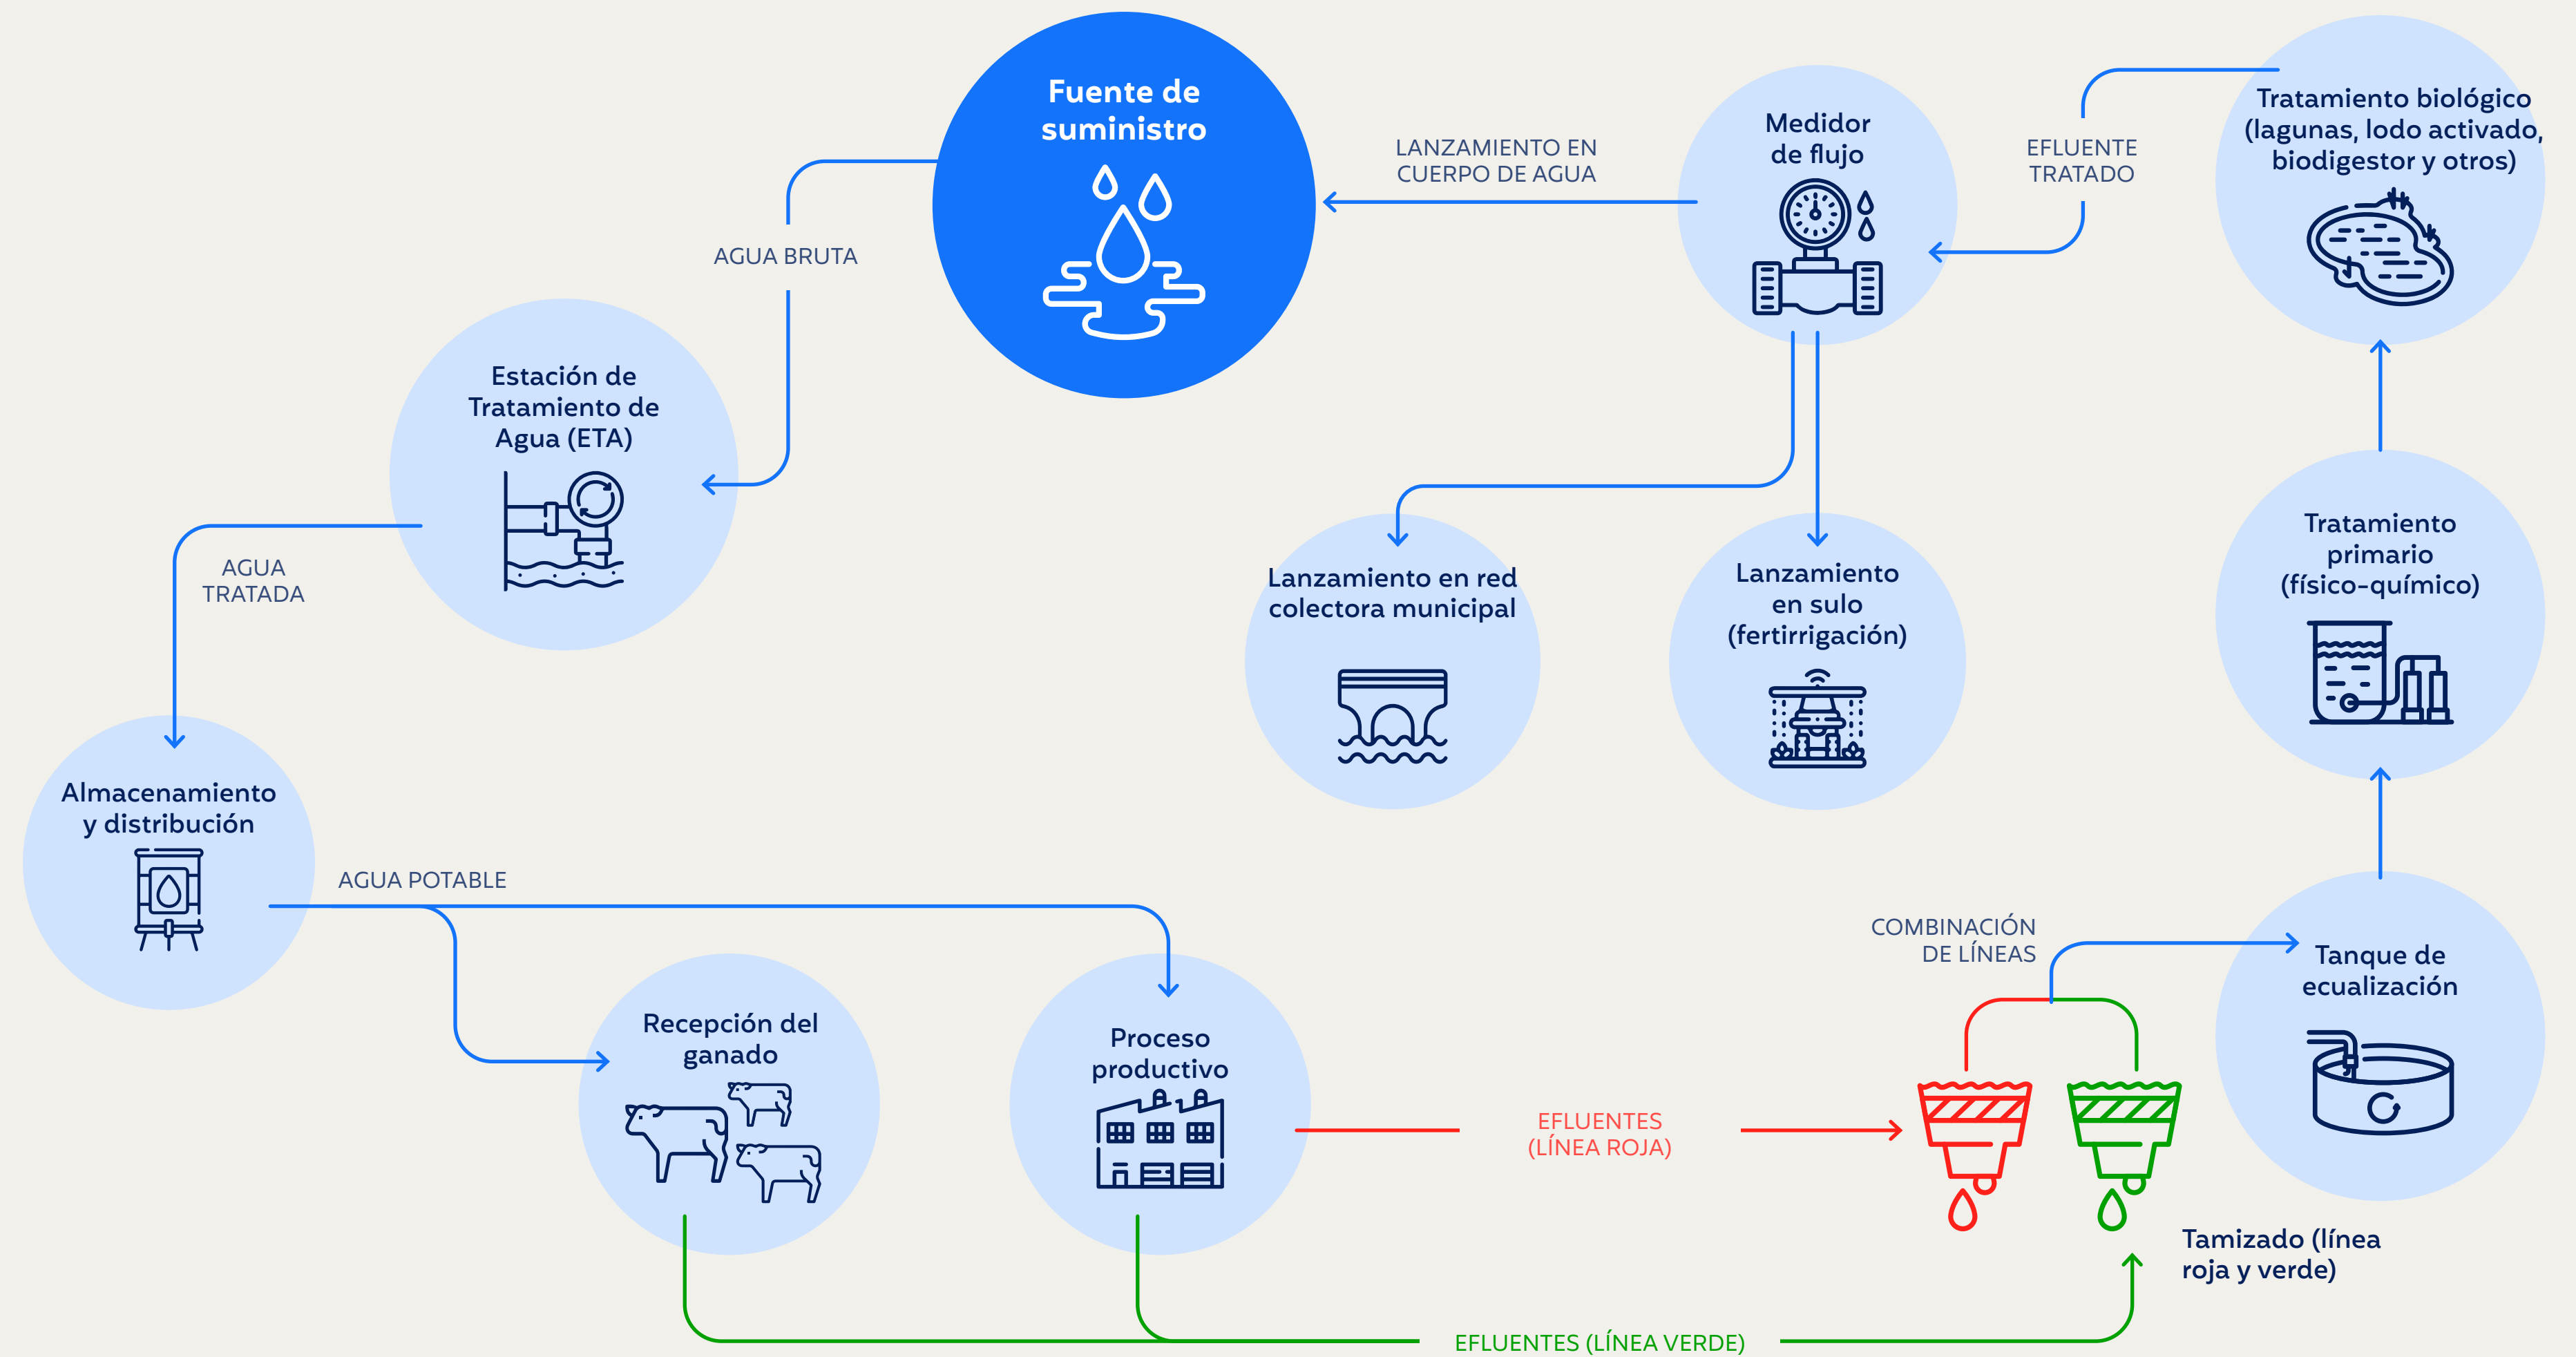 Fuente de
suministro
AGUA BRUTA
Estación de
Tratamiento de
Agua (ETA)
AGUA
TRATADA
Almacenamiento
y distribución
AGUA POTABLE
Recepción del
ganado
Proceso
productivo
EFLUENTES
(LÍNEA ROJA)
EFLUENTES (LÍNEA VERDE)
Tamizado (línea
roja y verde)
COMBINACIÓN
DE LÍNEAS
Tanque de
ecualización
Tratamiento
primario
(físico-químico)
Tratamiento biológico
(lagunas, lodo activado,
biodigestor y otros)
EFLUENTE
TRATADO
Medidor
de flujo
LANZAMIENTO EN
CUERPO DE AGUA
Lanzamiento en red
colectora municipal
Lanzamiento
en sulo
(fertirrigación)